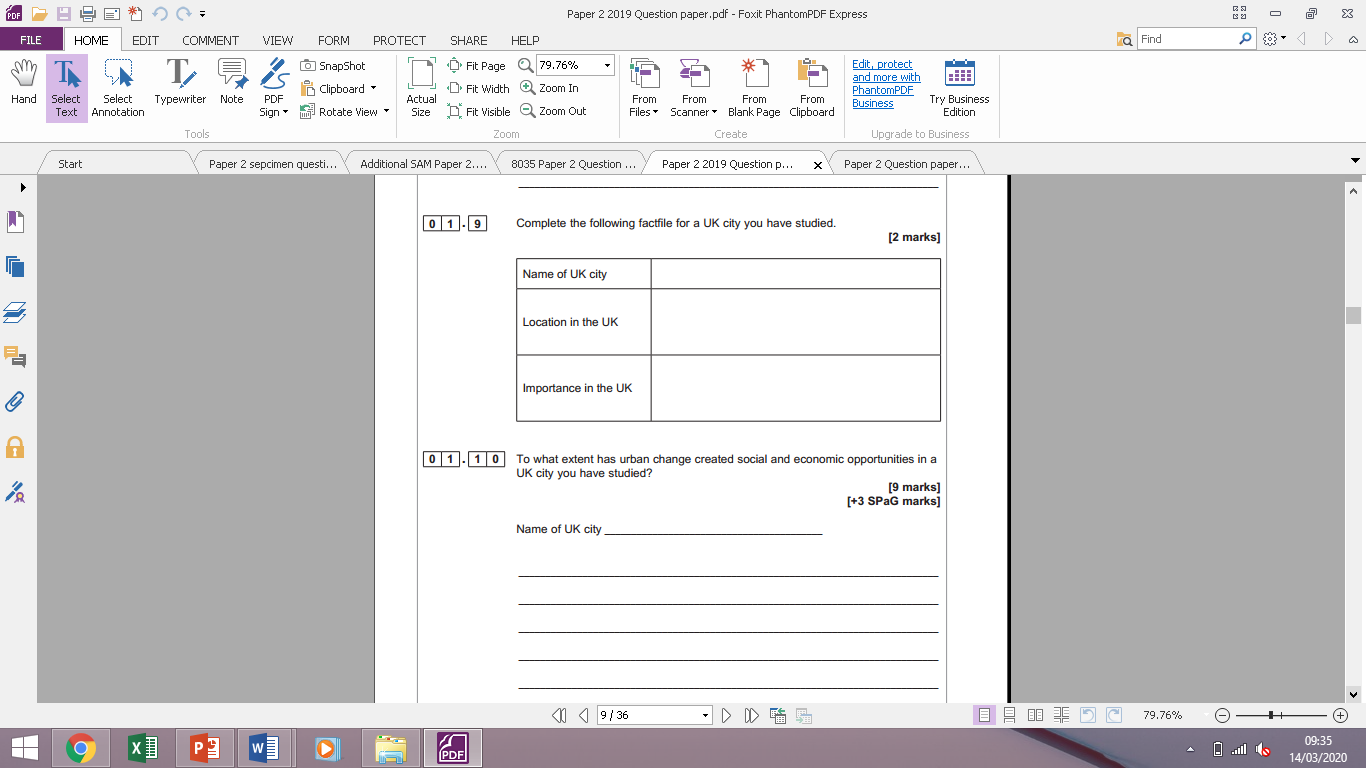 Paper 2 2019 Question paper.pdf - Foxit PhantomPDF Express
FILE HOME EDIT COMMENT VIEW FORM PROTECT SHARE HELP
Find
Hand
Select Text
Select Annotation
Typewriter
Note
PDF Sign
SnapShot
Clipboard
Rotate View
Tools
Actual Size
Fit Page
Fit Width
Fit Visible
79.76%
Zoom In
Zoom Out
Zoom
From Files
From Scanner
From Blank Page
From Clipboard
Create
Edit, protect
and more with
PhantomPDF
Business
Try Business Edition
Upgrade to Business
Start
Paper 2 sepcimen questi...
Additional SAM Paper 2....
8035 Paper 2 Question ...
Paper 2 2019 Question p...
Paper 2 Question paper...
0 1 . 9 Complete the following factfile for a UK city you have studied.
[2 marks]
Name of UK city
Location in the UK
Importance in the UK
0 1 . 1 0 To what extent has urban change created social and economic opportunities in a
UK city you have studied?
[9 marks]
[+3 SPaG marks]
Name of UK city
9 / 36
79.76%
PDF
09:35
14/03/2020